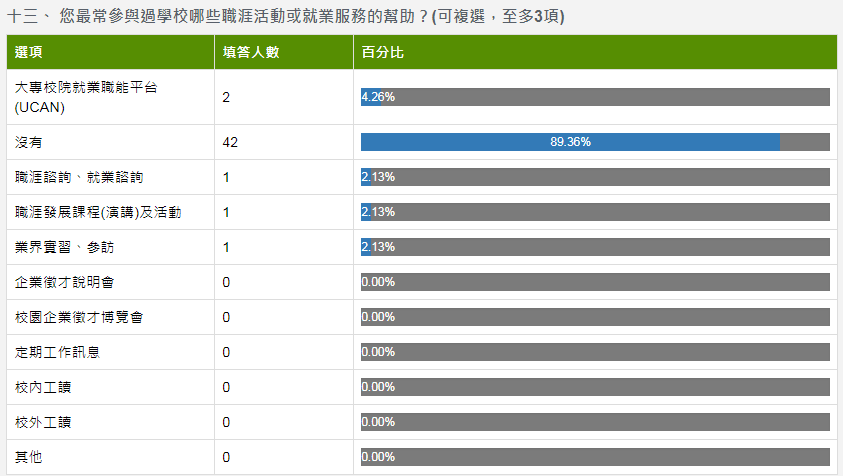 十三、 您最常參與過學校哪些職涯活動或就業服務的幫助？(可複選，至多3項)
選項 填答人數 百分比
大專校院就業職能平台
(UCAN) 2 4.26%
沒有 42 89.36%
職涯諮詢、就業諮詢 1 2.13%
職涯發展課程(演講)及活動 1 2.13%
業界實習、參訪 1 2.13%
企業徵才說明會 0 0.00%
校園企業徵才博覽會 0 0.00%
定期工作訊息 0 0.00%
校內工讀 0 0.00%
校外工讀 0 0.00%
其他 0 0.00%